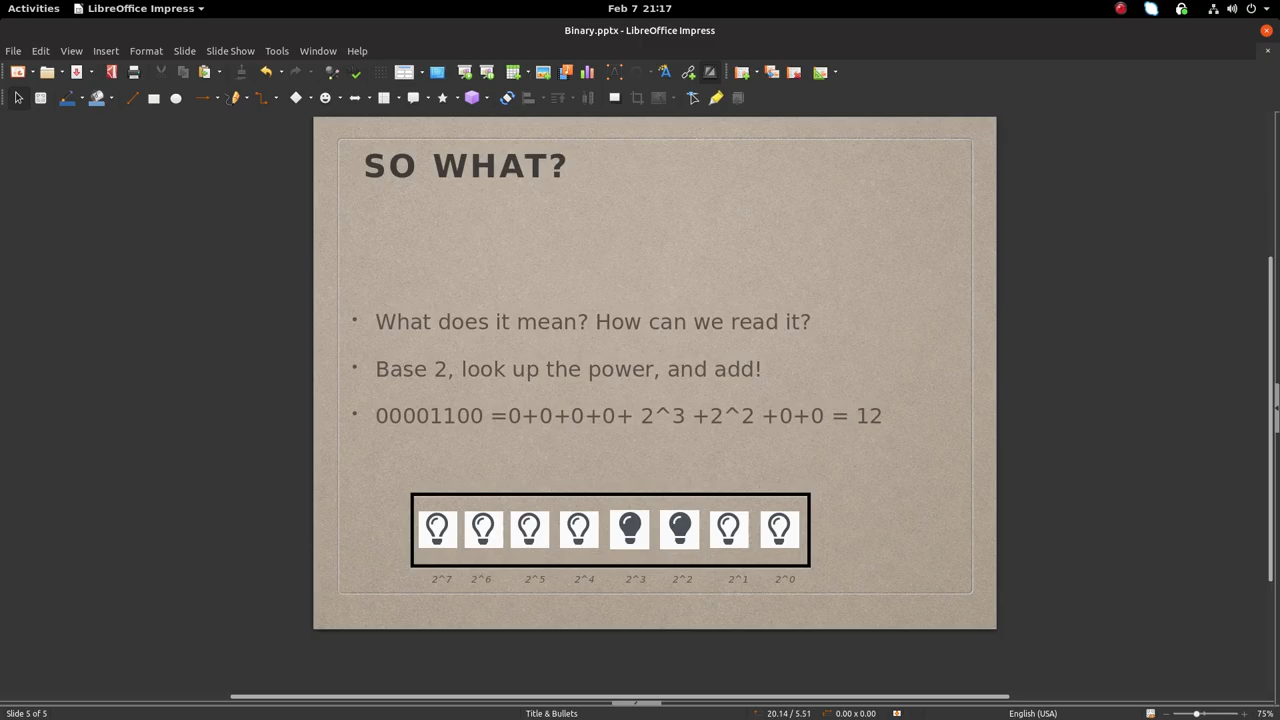 Activities
LibreOffice Impress
Feb 7 21:17
Binary.pptx - LibreOffice Impress
File Edit View Insert Format Slide Slide Show Tools Window Help
SO WHAT?
• What does it mean? How can we read it?
• Base 2, look up the power, and add!
• 00001100 =0+0+0+0+ 2^3 +2^2 +0+0 = 12
2^7 2^6 2^5 2^4 2^3 2^2 2^1 2^0
Slide 5 of 5
Title & Bullets
20.14 / 5.51
0.00 x 0.00
English (USA)
75%